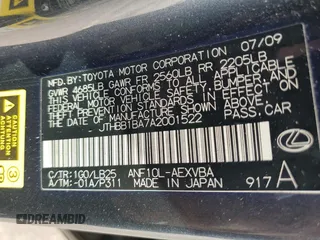 MFD.BY:TOYOTA MOTOR CORPORATION 07/09
GVWR 4685LB GAWR FR 2560LB RR 2205LB
THIS VEHICLE CONFORMS TO ALL APPLICABLE
FEDERAL MOTOR VEHICLE SAFETY, BUMPER, AND
THEFT PREVENTION STANDARDS IN EFFECT ON
THE DATE OF MANUFACTURE SHOWN ABOVE.
PASS.CAR
C/TR:1G0/LB25 ANF10L-AEXVBA
A/TM:-01A/P311 MADE IN JAPAN 917 A
DREAMBID